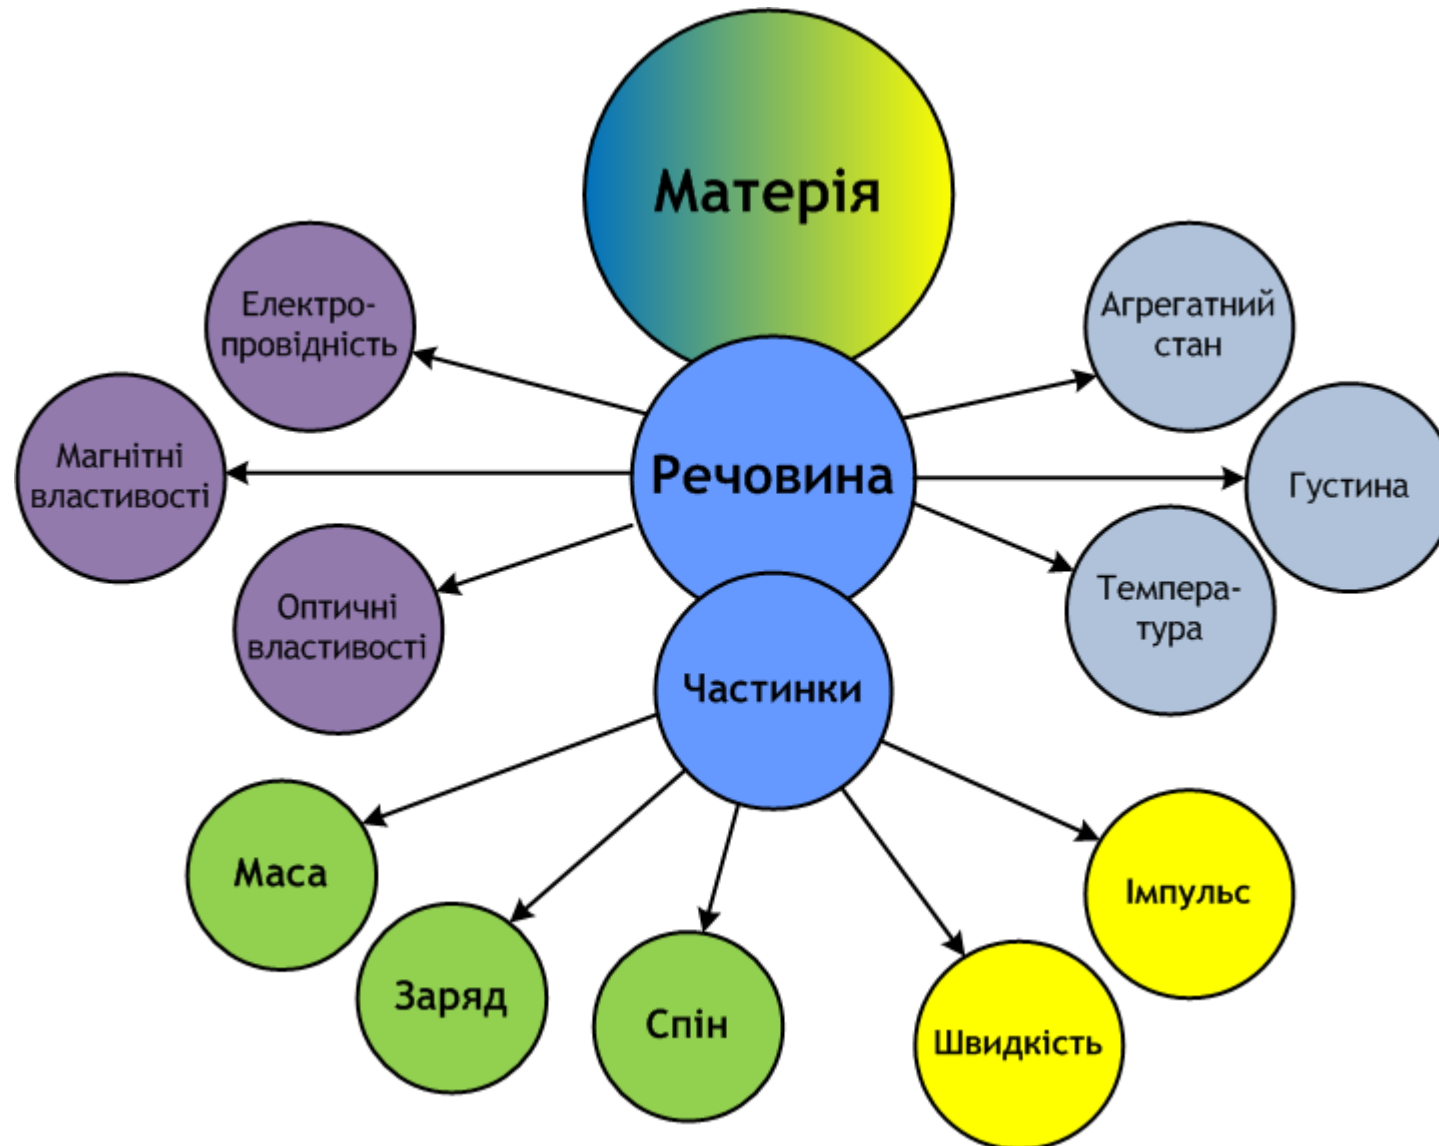 Матерія
Електро-
провідність
Агрегатний
стан
Магнітні
властивості
Речовина
Густина
Оптичні
властивості
Темпера-
тура
Частинки
Маса
Заряд
Спін
Швидкість
Імпульс